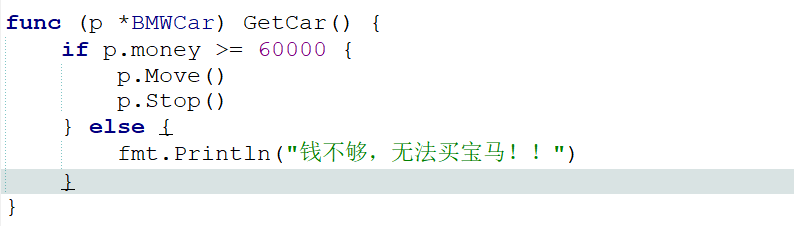 func (p *BMWCar) GetCar() {
    if p.money >= 60000 {
        p.Move()
        p.Stop()
    } else {
        fmt.Println("钱不够，无法买宝马！！")
    }
}